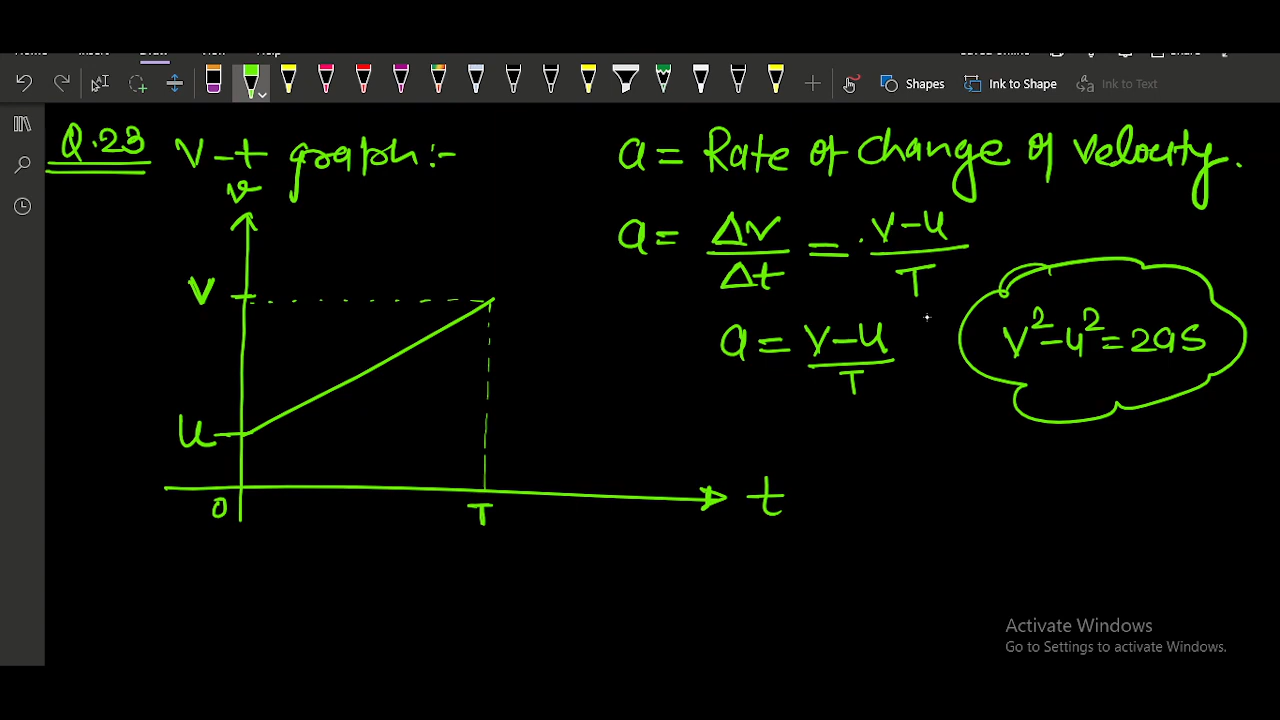 Shapes
Ink to Shape
Ink to Text
Q.23 V-t graph:-
a = Rate of change of velocity.
v
a = Δv/Δt = V-U/T
V
a = V-U/T
V²-u²=2as
U
O
T
t
Activate Windows
Go to Settings to activate Windows.